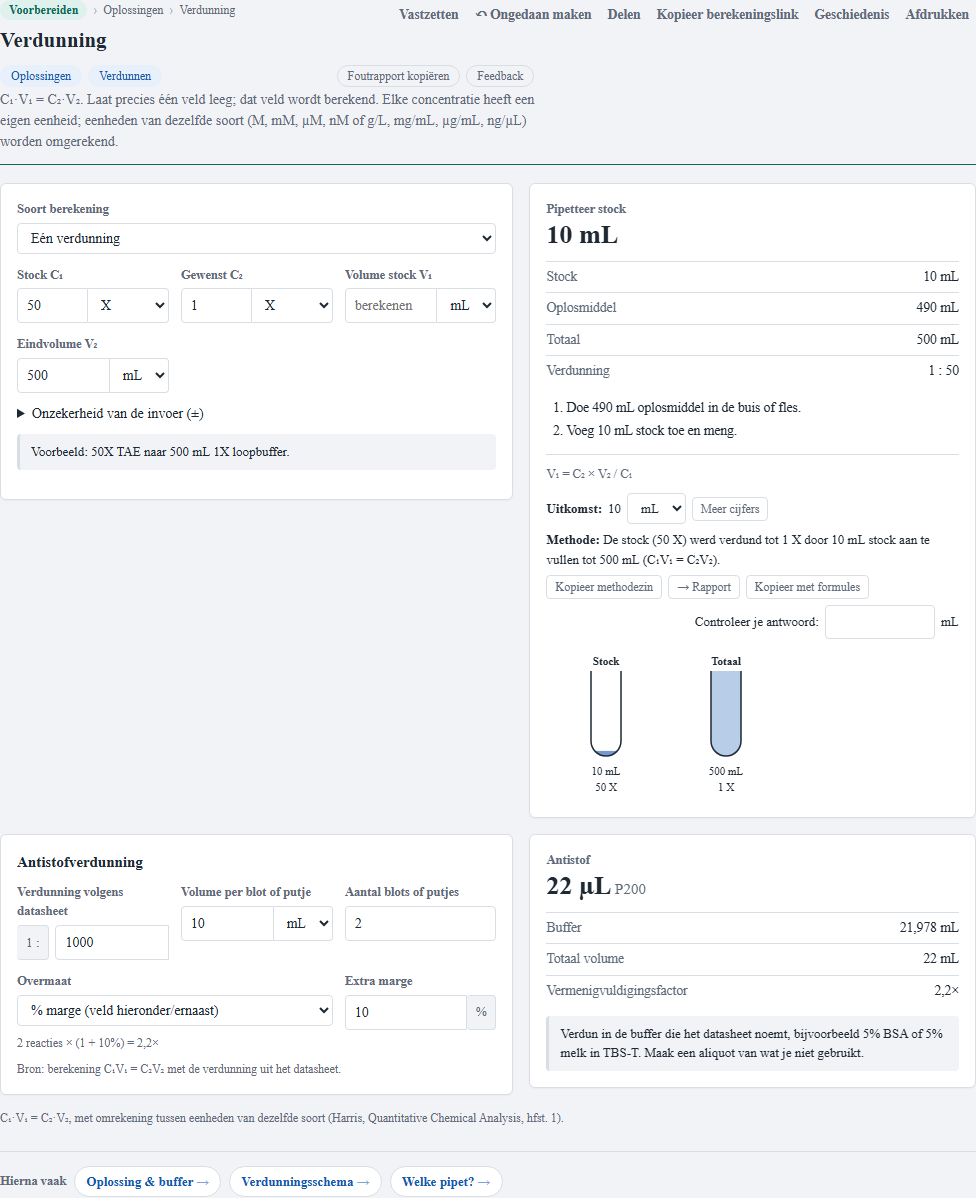 Voorbereiden › Oplossingen › Verdunning
Vastzetten ↶ Ongedaan maken Delen Kopieer berekeningslink Geschiedenis Afdrukken
Verdunning
Oplossingen Verdunnen Foutrapport kopiëren Feedback
C₁·V₁ = C₂·V₂. Laat precies één veld leeg; dat veld wordt berekend. Elke concentratie heeft een
eigen eenheid; eenheden van dezelfde soort (M, mM, µM, nM of g/L, mg/mL, µg/mL, ng/µL)
worden omgerekend.
Soort berekening
Eén verdunning
Stock C₁ Gewenst C₂ Volume stock V₁
50 X 1 X berekenen mL
Eindvolume V₂
500 mL
▶ Onzekerheid van de invoer (±)
Voorbeeld: 50X TAE naar 500 mL 1X loopbuffer.
Pipetteer stock
10 mL
Stock 10 mL
Oplosmiddel 490 mL
Totaal 500 mL
Verdunning 1 : 50
1. Doe 490 mL oplosmiddel in de buis of fles.
2. Voeg 10 mL stock toe en meng.
V₁ = C₂ × V₂ / C₁
Uitkomst: 10 mL Meer cijfers
Methode: De stock (50 X) werd verdund tot 1 X door 10 mL stock aan te
vullen tot 500 mL (C₁V₁ = C₂V₂).
Kopieer methodezin → Rapport Kopieer met formules
Controleer je antwoord: mL
Stock Totaal
10 mL 500 mL
50 X 1 X
Antistofverdunning
Verdunning volgens
datasheet
Volume per blot of putje Aantal blots of putjes
1 : 1000 10 mL 2
Overmaat Extra marge
% marge (veld hieronder/ernaast) 10 %
2 reacties × (1 + 10%) = 2,2×
Bron: berekening C₁V₁ = C₂V₂ met de verdunning uit het datasheet.
Antistof
22 µL P200
Buffer 21,978 mL
Totaal volume 22 mL
Vermenigvuldigingsfactor 2,2×
Verdun in de buffer die het datasheet noemt, bijvoorbeeld 5% BSA of 5%
melk in TBS-T. Maak een aliquot van wat je niet gebruikt.
C₁·V₁ = C₂·V₂, met omrekening tussen eenheden van dezelfde soort (Harris, Quantitative Chemical Analysis, hfst. 1).
Hierna vaak Oplossing & buffer → Verdunningsschema → Welke pipet? →